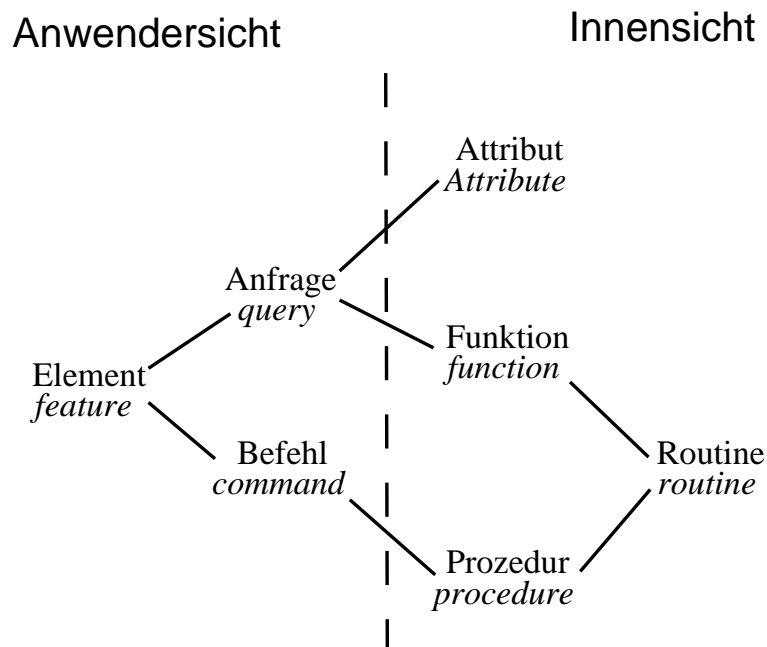 Anwendersicht
Innensicht
Attribut
Attribute
Anfrage
query
Funktion
function
Element
feature
Befehl
command
Routine
routine
Prozedur
procedure